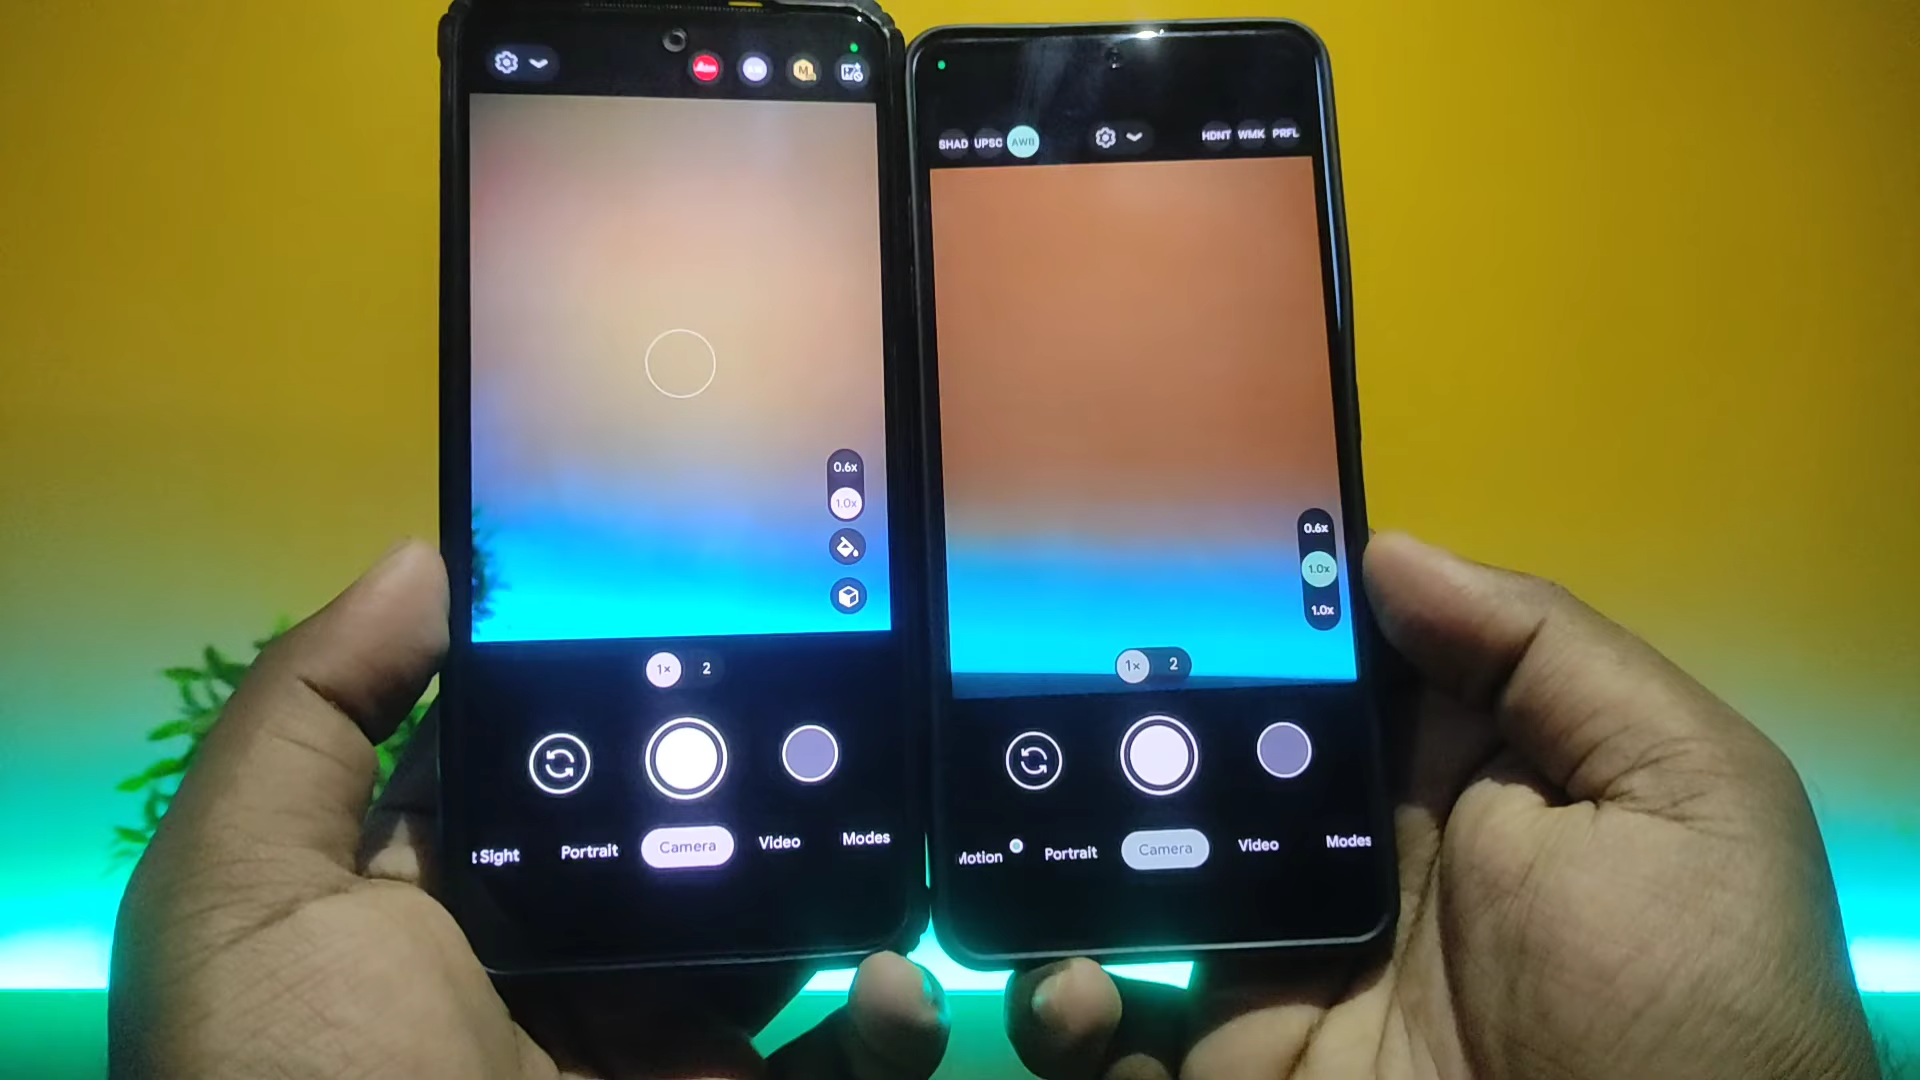 M
0.6x
1.0x
1× 2
t Sight Portrait Camera Video Modes
SHAD UPSC AWB HDNT WMK PRFL
0.6x
1.0x
1.0x
1× 2
Motion Portrait Camera Video Modes